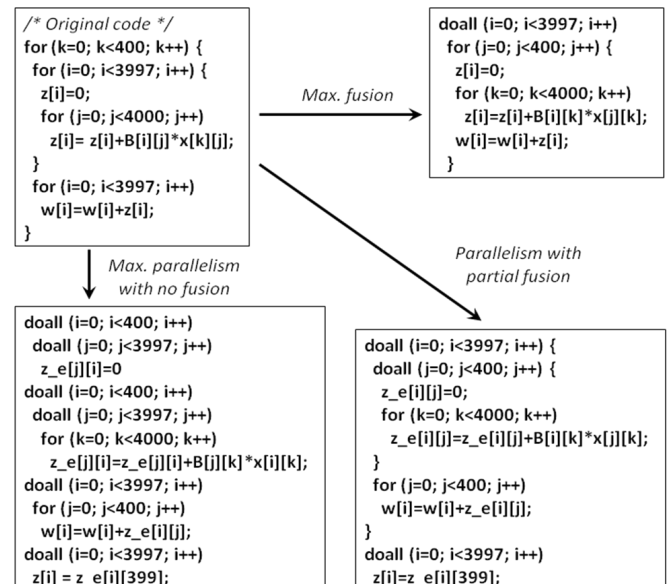 /* Original code */
for (k=0; k<400; k++) {
for (i=0; i<3997; i++) {
z[i]=0;
for (j=0; j<4000; j++)
z[i]= z[i]+B[i][j]*x[k][j];
}
for (i=0; i<3997; i++)
w[i]=w[i]+z[i];
}
Max. fusion
doall (i=0; i<3997; i++)
for (j=0; j<400; j++) {
z[i]=0;
for (k=0; k<4000; k++)
z[i]=z[i]+B[i][k]*x[j][k];
w[i]=w[i]+z[i];
}
Max. parallelism
with no fusion
Parallelism with
partial fusion
doall (i=0; i<400; i++)
doall (j=0; j<3997; j++)
z_e[j][i]=0
doall (i=0; i<400; i++)
doall (j=0; j<3997; j++)
for (k=0; k<4000; k++)
z_e[j][i]=z_e[j][i]+B[j][k]*x[i][k];
doall (i=0; i<3997; i++)
for (j=0; j<400; j++)
w[i]=w[i]+z_e[i][j];
doall (i=0; i<3997; i++)
z[i] = z_e[i][399];
doall (i=0; i<3997; i++) {
doall (j=0; j<400; j++) {
z_e[i][j]=0;
for (k=0; k<4000; k++)
z_e[i][j]=z_e[i][j]+B[i][k]*x[j][k];
}
for (j=0; j<400; j++)
w[i]=w[i]+z_e[i][j];
}
doall (i=0; i<3997; i++)
z[i]=z_e[i][399];